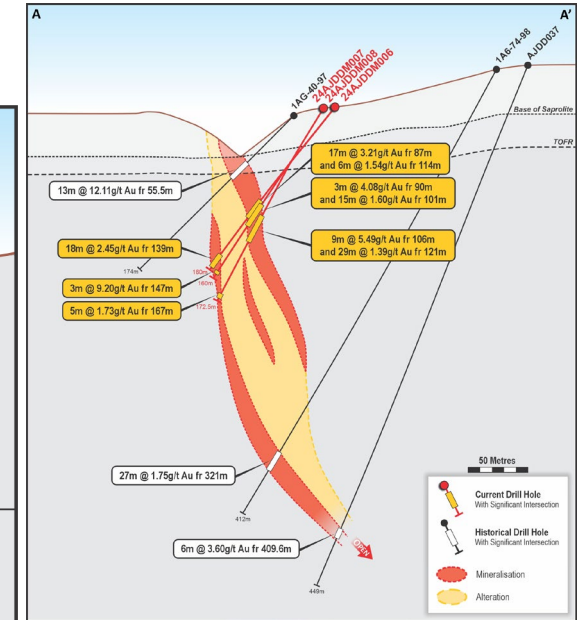 A
A'
1AG-40-97
24AJDDM007
24AJDDM008
24AJDDM006
1A6-74-98
AJDD037
Base of Saprolite
TOFR
17m @ 3.21g/t Au fr 87m
and 6m @ 1.54g/t Au fr 114m
3m @ 4.08g/t Au fr 90m
and 15m @ 1.60g/t Au fr 101m
13m @ 12.11g/t Au fr 55.5m
9m @ 5.49g/t Au fr 106m
and 29m @ 1.39g/t Au fr 121m
18m @ 2.45g/t Au fr 139m
174m
180m
160m
3m @ 9.20g/t Au fr 147m
5m @ 1.73g/t Au fr 167m
172.5m
27m @ 1.75g/t Au fr 321m
412m
6m @ 3.60g/t Au fr 409.6m
OPEN
449m
50 Metres
Current Drill Hole
With Significant Intersection
Historical Drill Hole
With Significant Intersection
Mineralisation
Alteration